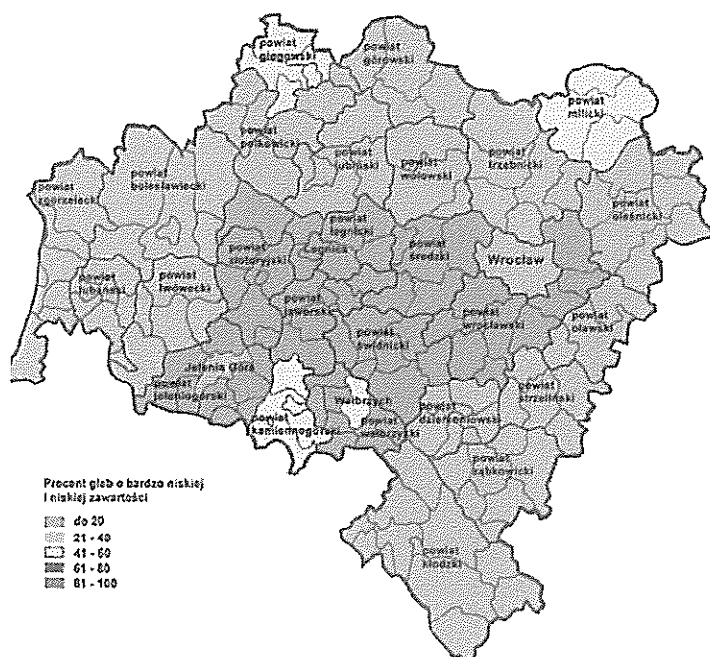 powiat
głogowski
powiat
górowski
powiat
milicki
powiat
polkowicki
powiat
lubiński
powiat
wołowski
powiat
trzebnicki
powiat
bolesławiecki
powiat
zgorzelecki
powiat
oleśnicki
powiat
legnicki
Legnica
powiat
złotoryjski
powiat
średzki
Wrocław
powiat
lubański
powiat
lwówecki
powiat
jaworski
powiat
świdnicki
powiat
wrocławski
powiat
oławski
Jelenia Góra
powiat
jeleniogórski
Wałbrzych
powiat
kamiennogórski
powiat
wałbrzyski
powiat
dzierżoniowski
powiat
strzeliński
powiat
ząbkowicki
powiat
kłodzki
Procent gleb o bardzo niskiej
i niskiej zawartości
do 20
21 - 40
41 - 60
61 - 80
81 - 100